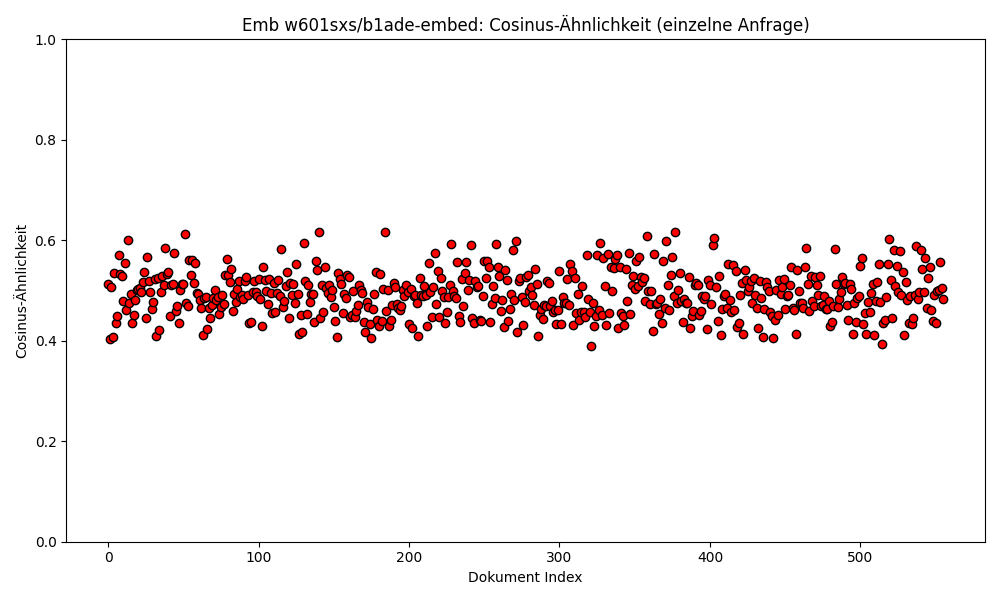 Emb w601sxs/b1ade-embed: Cosinus-Ähnlichkeit (einzelne Anfrage)
1.0
0.8
0.6
0.4
0.2
0.0
Cosinus-Ähnlichkeit
0 100 200 300 400 500
Dokument Index